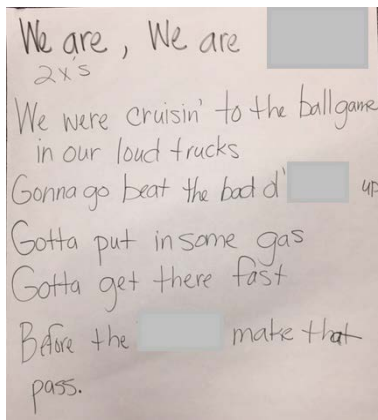 We are, We are
2x's
We were cruisin' to the ballgame
in our loud trucks
Gonna go beat the bad d' up
Gotta put in some gas
Gotta get there fast
Before the make that
pass.